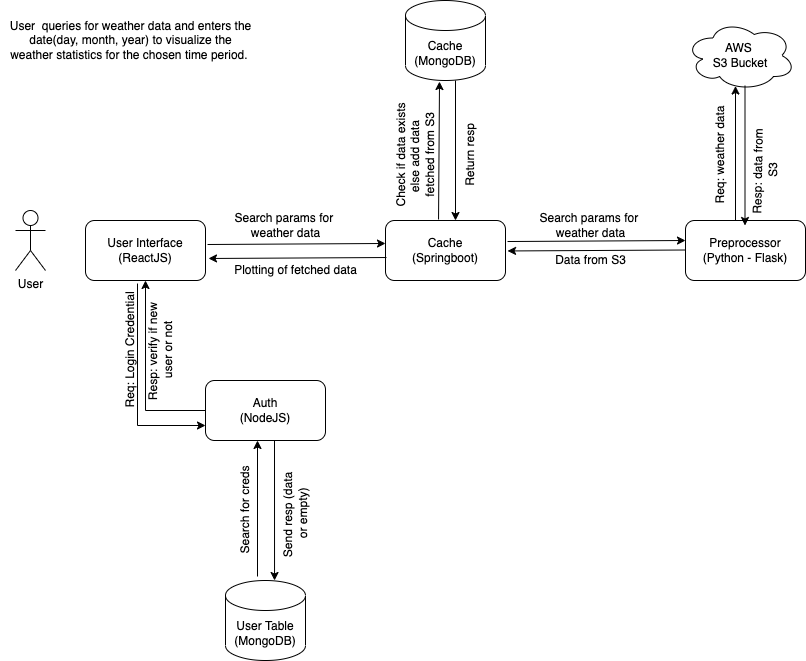 User  queries for weather data and enters the
date(day, month, year) to visualize the
weather statistics for the chosen time period.
Cache
(MongoDB)
AWS
S3 Bucket
Check if data exists
else add data
fetched from S3
Return resp
Req: weather data
Resp: data from
S3
User
User Interface
(ReactJS)
Search params for
weather data
Plotting of fetched data
Cache
(Springboot)
Search params for
weather data
Data from S3
Preprocessor
(Python - Flask)
Req: Login Credential
Resp: verify if new
user or not
Auth
(NodeJS)
Search for creds
Send resp (data
or empty)
User Table
(MongoDB)